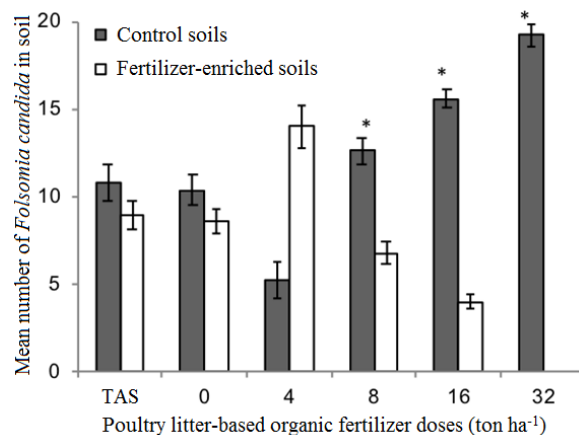 20
15
10
5
0
Mean number of Folsomia candida in soil
Control soils
Fertilizer-enriched soils
*
*
*
TAS 0 4 8 16 32
Poultry litter-based organic fertilizer doses (ton ha⁻¹)